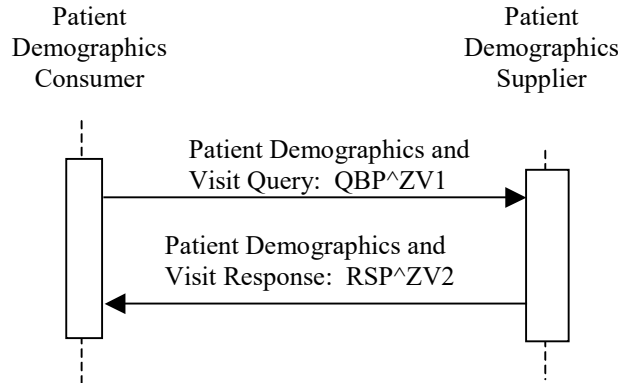 Patient
Demographics
Consumer
Patient
Demographics
Supplier
Patient Demographics and
Visit Query:  QBP^ZV1
Patient Demographics and
Visit Response:  RSP^ZV2